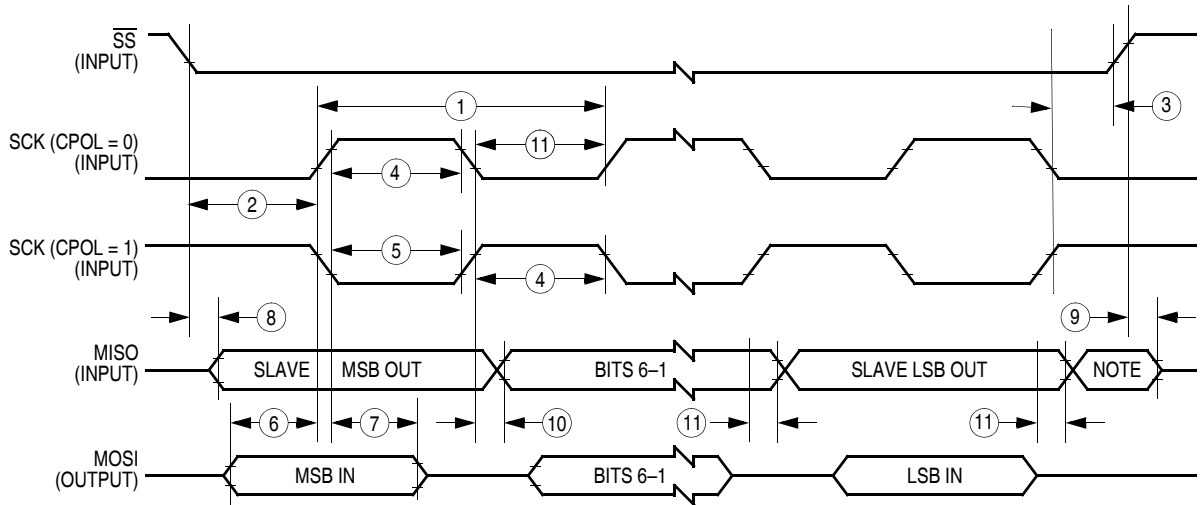 SS
(INPUT)
1
3
SCK (CPOL = 0)
(INPUT)
11
4
2
SCK (CPOL = 1)
(INPUT)
5
4
8
9
MISO
(INPUT)
SLAVE MSB OUT
BITS 6–1
SLAVE LSB OUT
NOTE
6
7
10
11
11
MOSI
(OUTPUT)
MSB IN
BITS 6–1
LSB IN